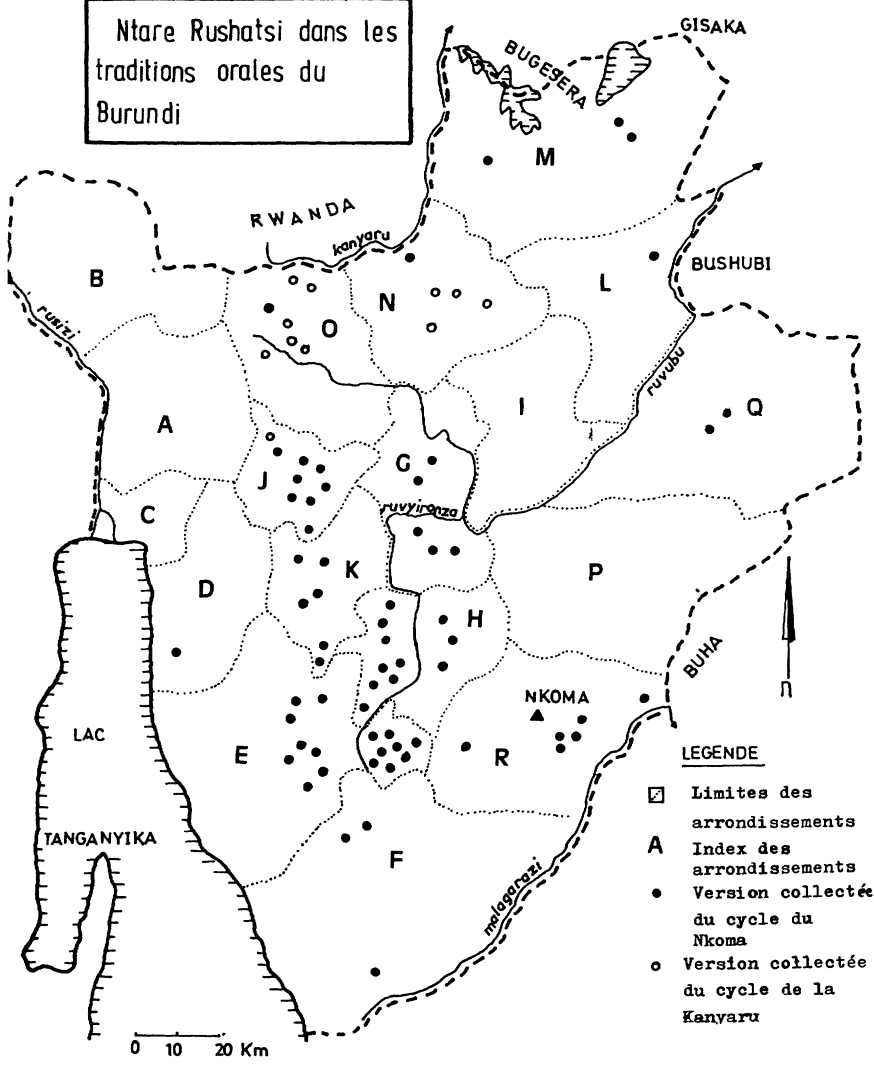 Ntare Rushatsi dans les
traditions orales du
Burundi
GISAKA
BUGESERA
M
RWANDA
kanyaru
BUSHUBI
B
L
N
O
rusizi
ruvubu
A
I
Q
J
G
C
ruvyironza
K
P
D
H
BUHA
n
NKOMA
LAC
E
R
LEGENDE
Limites des
arrondissements
TANGANYIKA
A Index des
arrondissements
F
Version collectée
du cycle du
Nkoma
malagarazi
Version collectée
du cycle de la
Kanyaru
0 10 20 Km